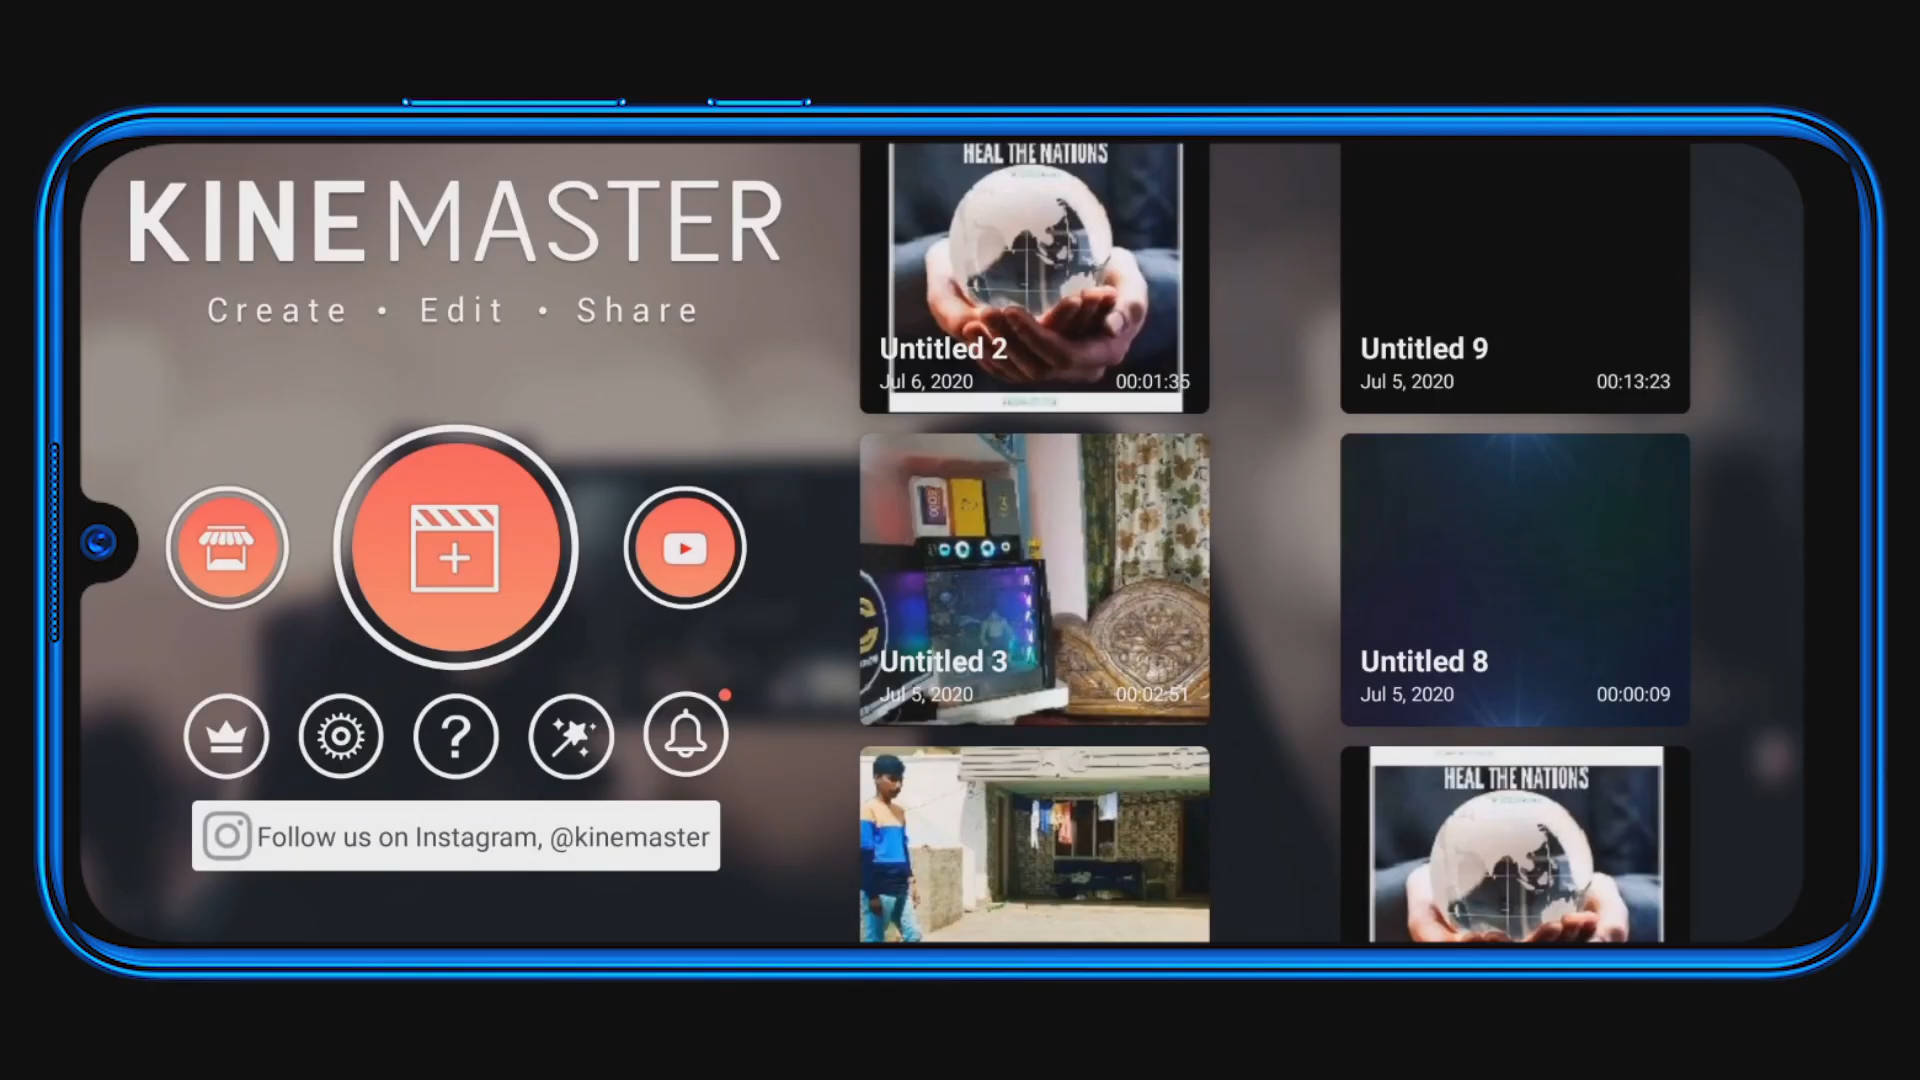 KINEMASTER
Create • Edit • Share
Follow us on Instagram, @kinemaster
HEAL THE NATIONS
Untitled 2
Jul 6, 2020 00:01:35
Untitled 9
Jul 5, 2020 00:13:23
Untitled 3
Jul 5, 2020 00:02:51
Untitled 8
Jul 5, 2020 00:00:09
HEAL THE NATIONS